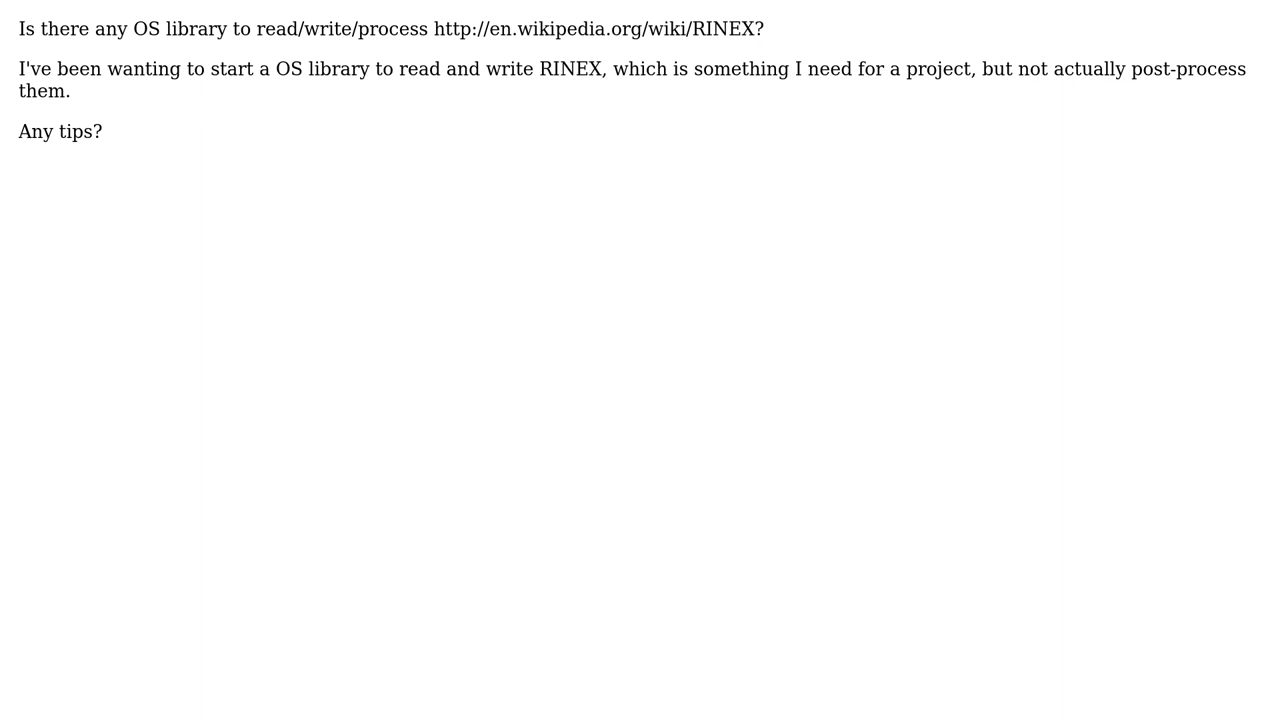 Is there any OS library to read/write/process http://en.wikipedia.org/wiki/RINEX?
I've been wanting to start a OS library to read and write RINEX, which is something I need for a project, but not actually post-process
them.
Any tips?